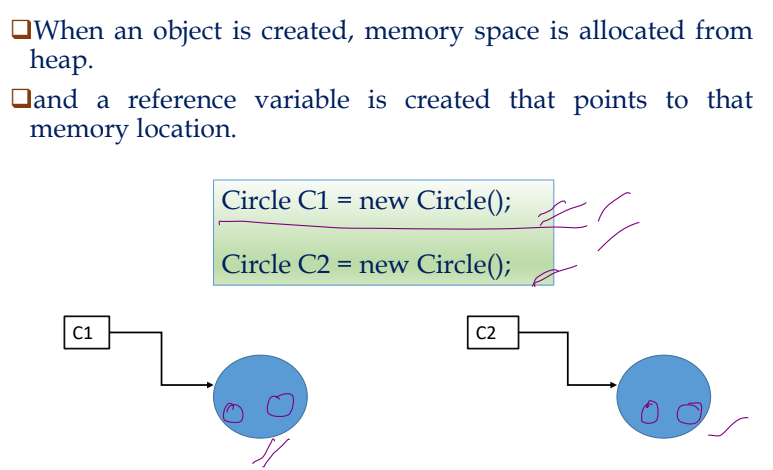 When an object is created, memory space is allocated from
heap.
and a reference variable is created that points to that
memory location.
Circle C1 = new Circle();
Circle C2 = new Circle();
C1
C2